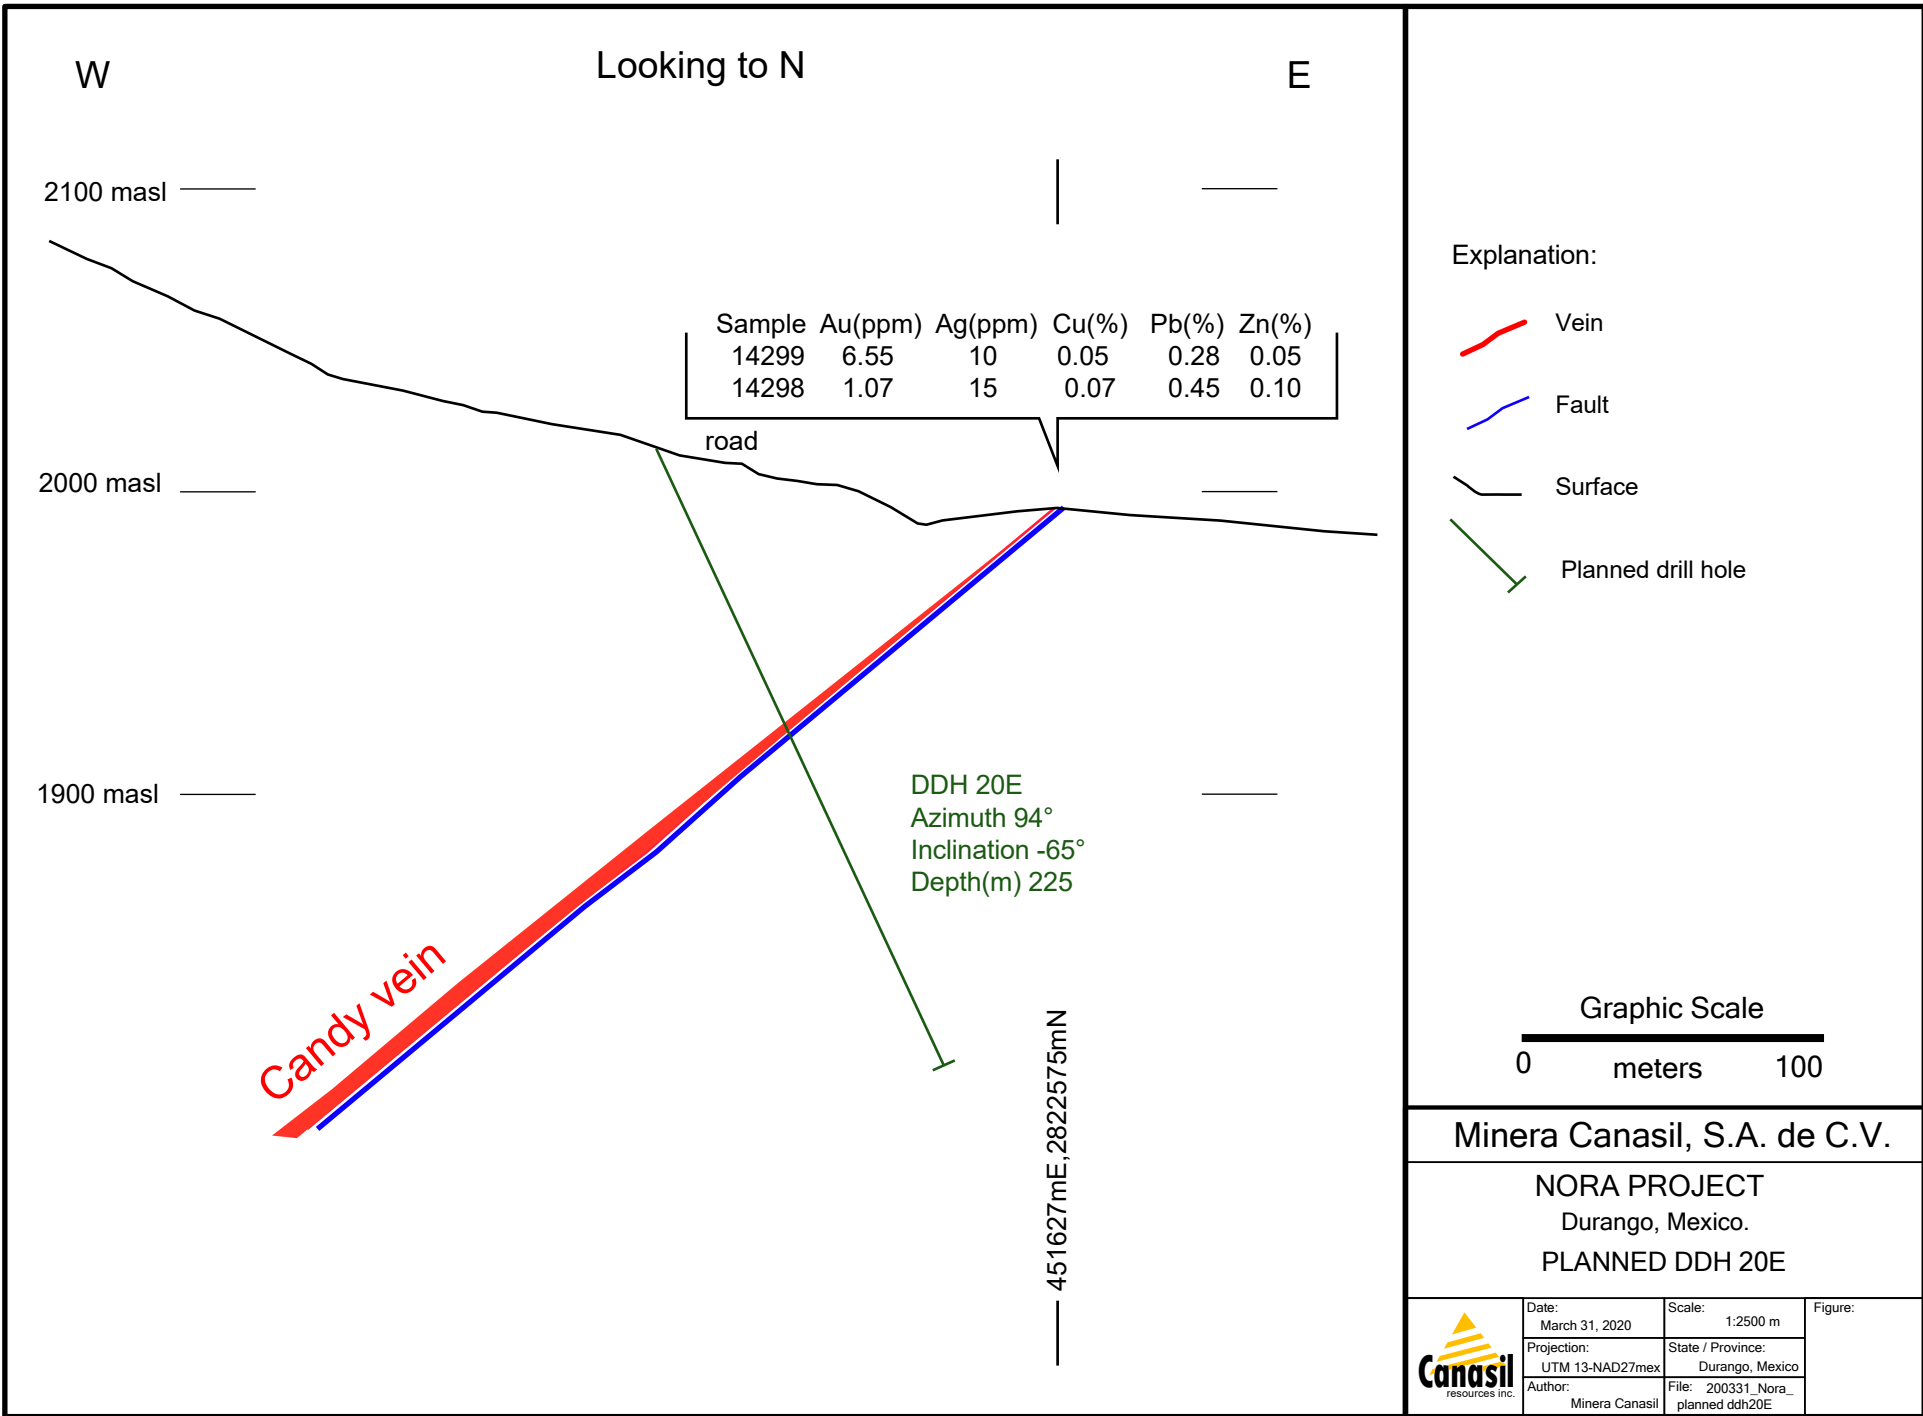 W
Looking to N
E
2100 masl
Sample Au(ppm) Ag(ppm) Cu(%) Pb(%) Zn(%)
14299 6.55 10 0.05 0.28 0.05
14298 1.07 15 0.07 0.45 0.10
road
2000 masl
1900 masl
DDH 20E
Azimuth 94°
Inclination -65°
Depth(m) 225
Candy vein
451627mE,2822575mN
Explanation:
Vein
Fault
Surface
Planned drill hole
Graphic Scale
0 meters 100
Minera Canasil, S.A. de C.V.
NORA PROJECT
Durango, Mexico.
PLANNED DDH 20E
Canasil
resources inc.
Date:
March 31, 2020
Scale:
1:2500 m
Figure:
Projection:
UTM 13-NAD27mex
State / Province:
Durango, Mexico
Author:
Minera Canasil
File: 200331_Nora_
planned ddh20E